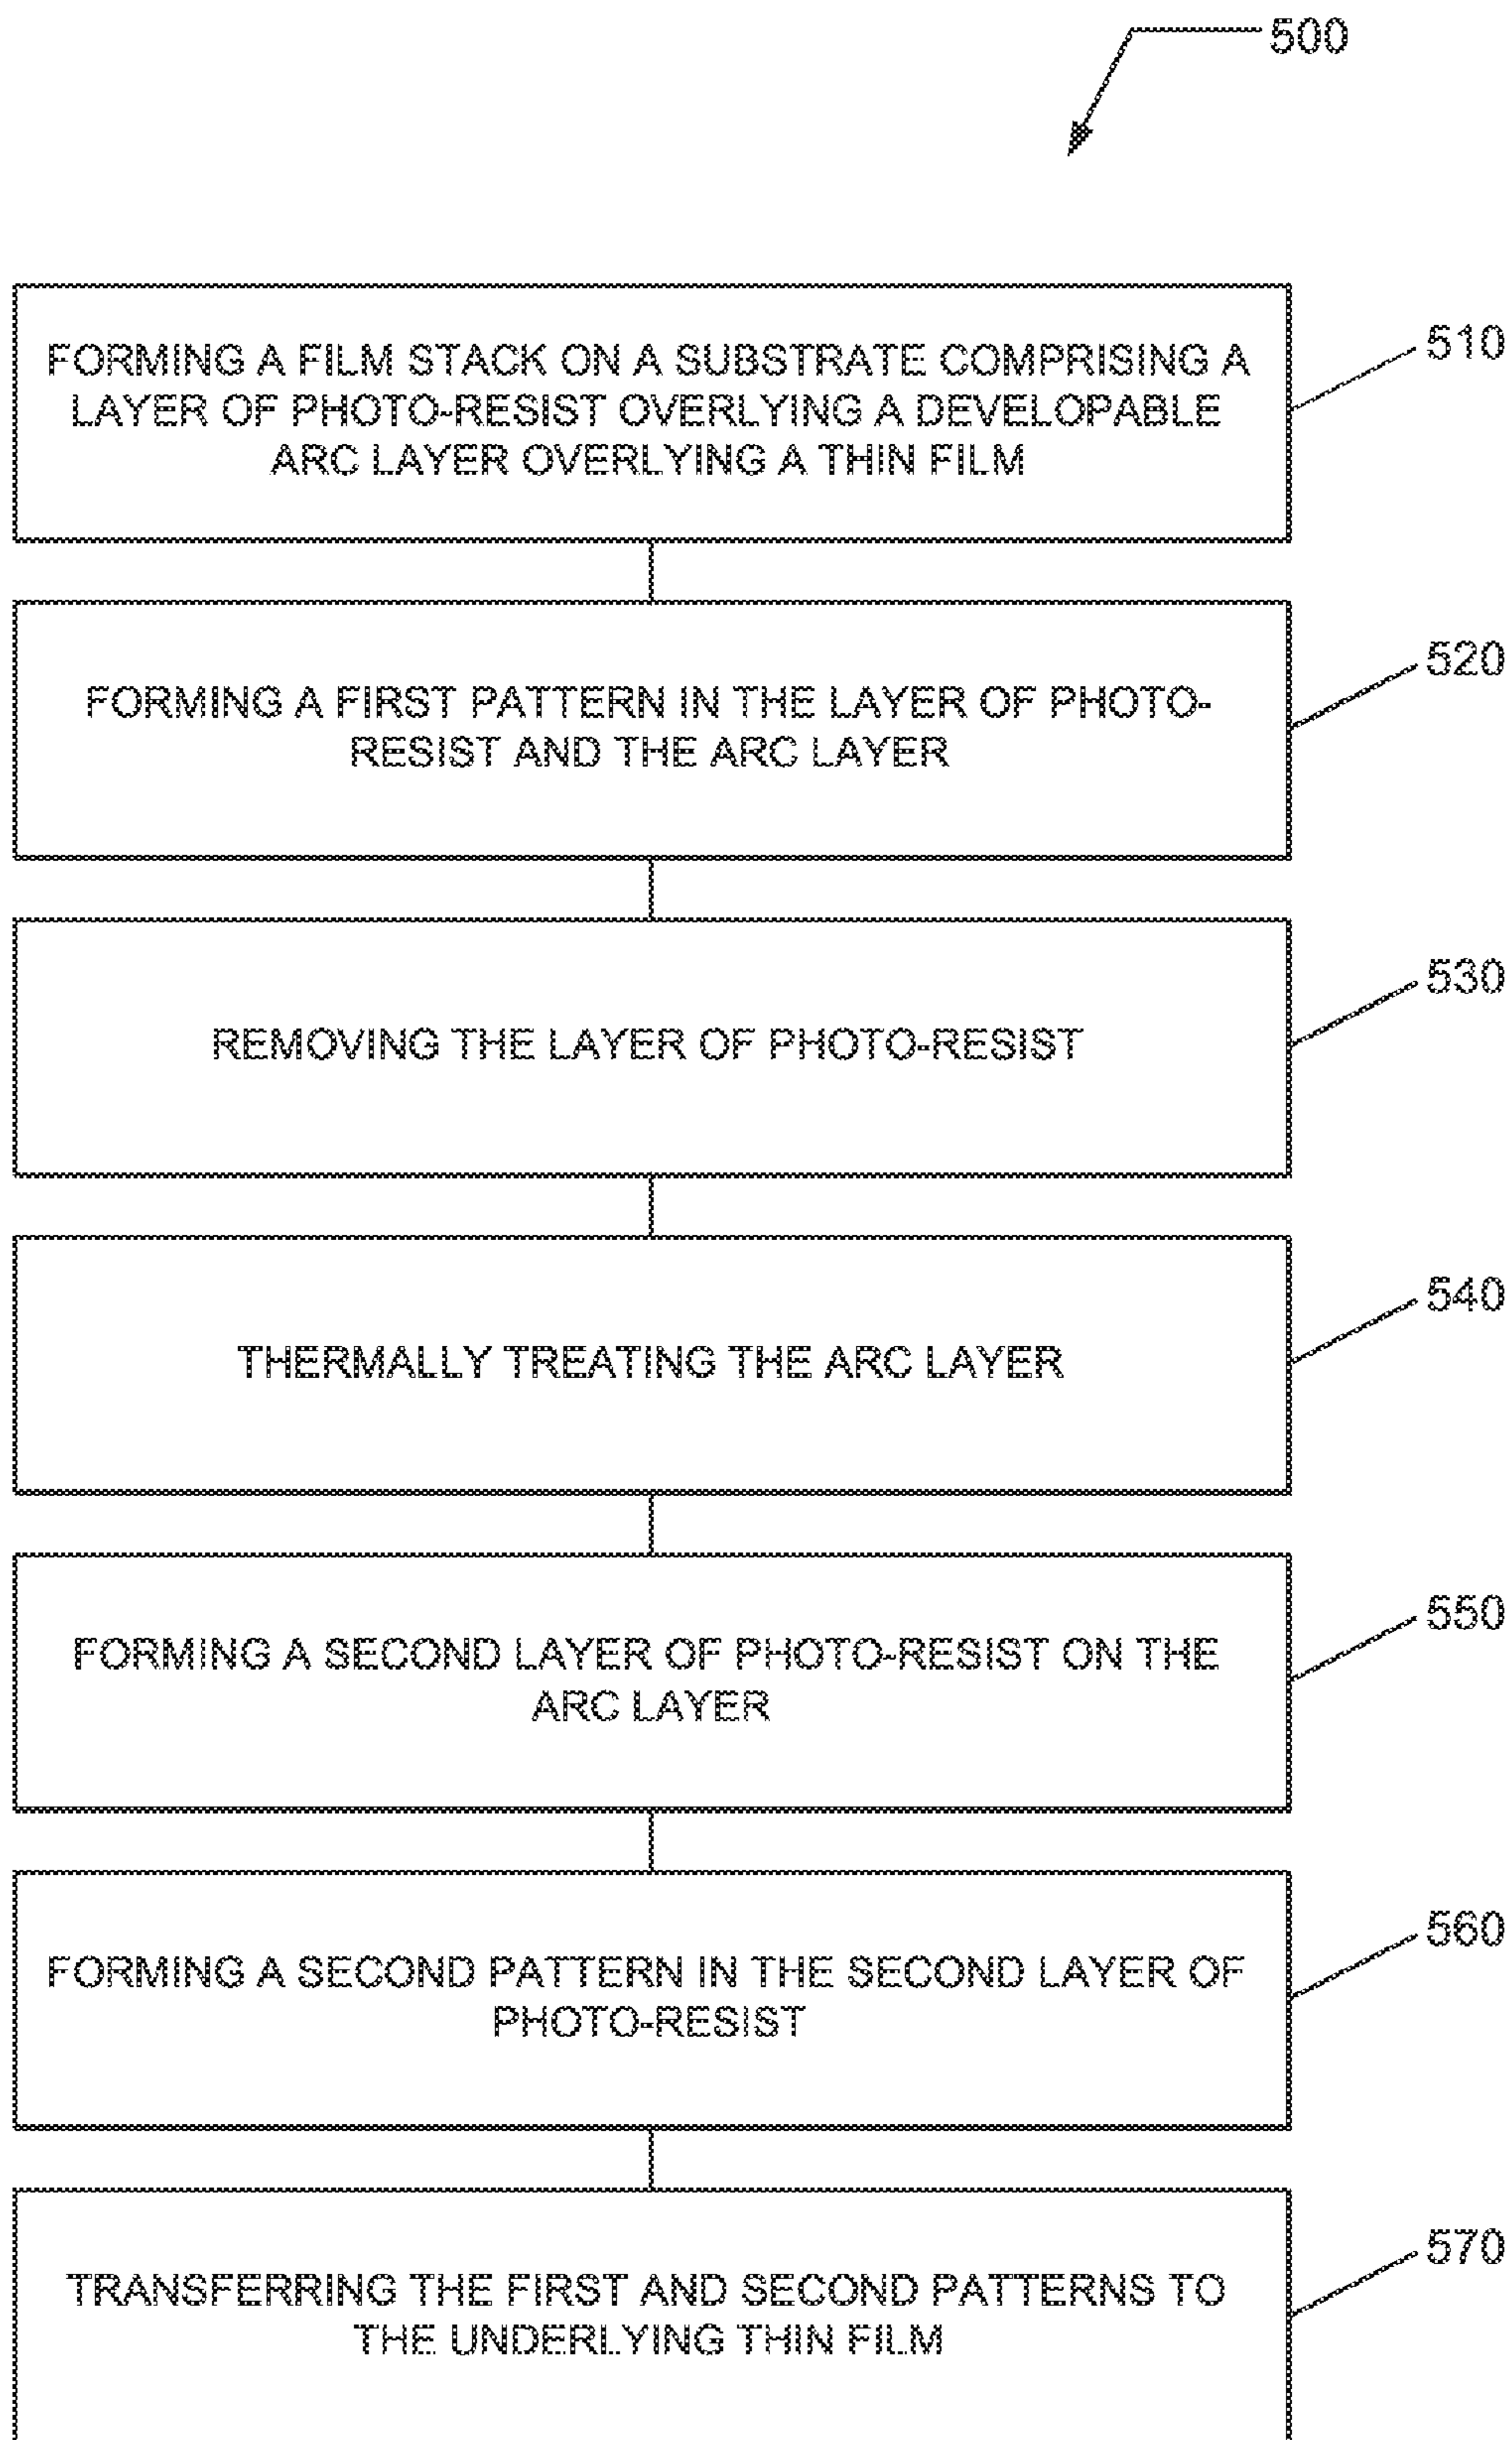 500
FORMING A FILM STACK ON A SUBSTRATE COMPRISING A
LAYER OF PHOTO-RESIST OVERLYING A DEVELOPABLE
ARC LAYER OVERLYING A THIN FILM
510
FORMING A FIRST PATTERN IN THE LAYER OF PHOTO-
RESIST AND THE ARC LAYER
520
REMOVING THE LAYER OF PHOTO-RESIST
530
THERMALLY TREATING THE ARC LAYER
540
FORMING A SECOND LAYER OF PHOTO-RESIST ON THE
ARC LAYER
550
FORMING A SECOND PATTERN IN THE SECOND LAYER OF
PHOTO-RESIST
560
TRANSFERRING THE FIRST AND SECOND PATTERNS TO
THE UNDERLYING THIN FILM
570